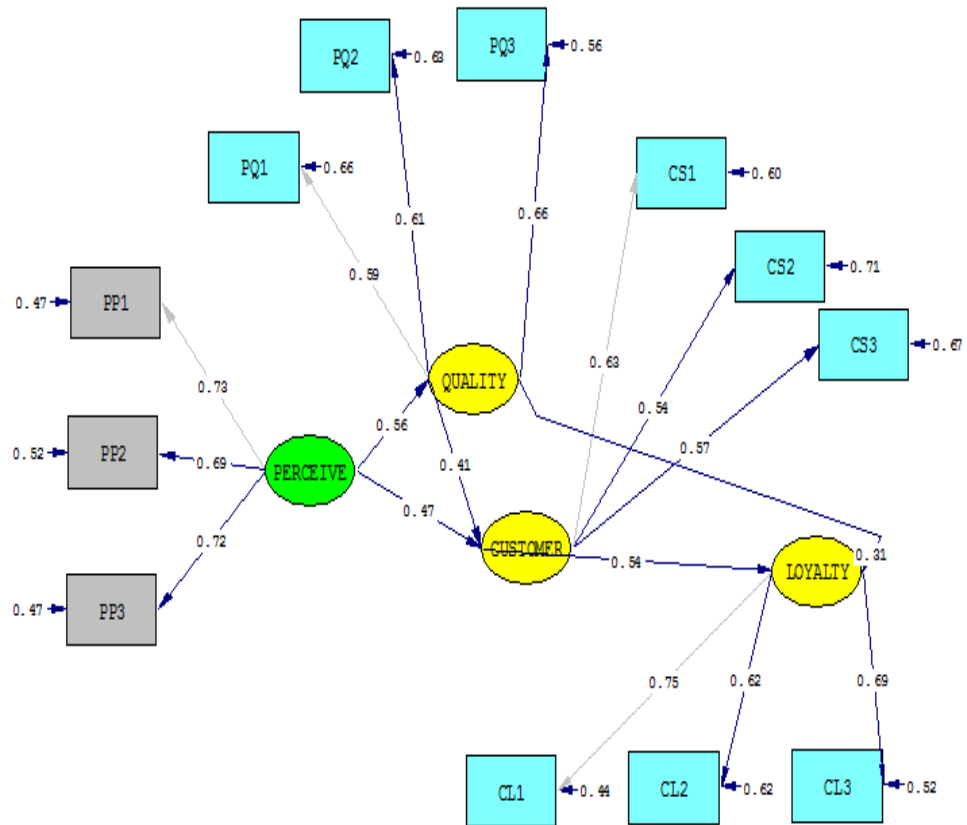 PQ2
0.63
PQ3
0.56
PQ1
0.66
CS1
0.60
0.61
0.66
CS2
0.71
0.59
0.47
PP1
CS3
0.67
0.63
0.73
QUALITY
0.54
0.56
0.57
0.52
PP2
0.69
PERCEIVE
0.41
0.47
0.72
CUSTOMER
0.54
0.31
LOYALTY
0.47
PP3
0.75
0.62
0.69
CL1
0.44
CL2
0.62
CL3
0.52